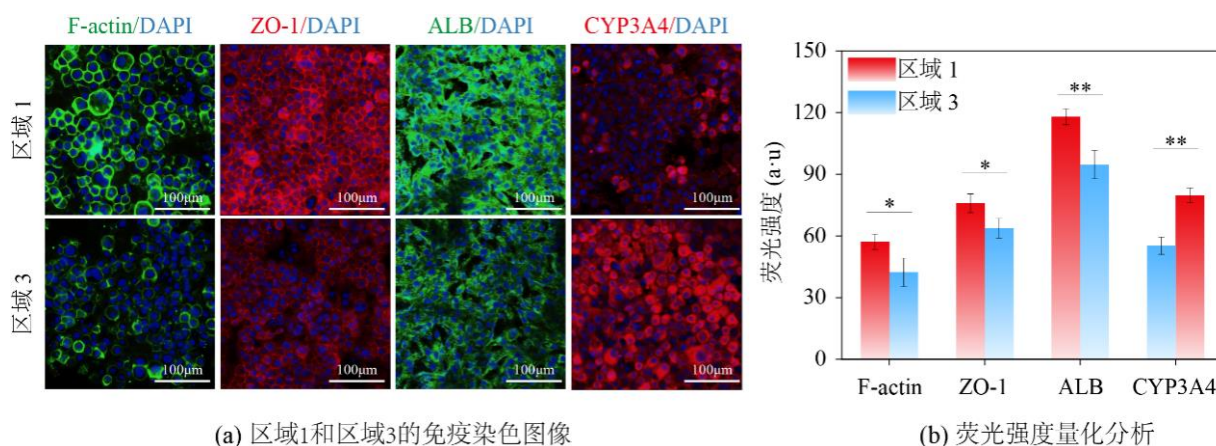 F-actin/DAPI ZO-1/DAPI ALB/DAPI CYP3A4/DAPI
区域 1
100μm 100μm 100μm 100μm
区域 3
100μm 100μm 100μm 100μm
(a) 区域1和区域3的免疫染色图像
荧光强度 (a·u)
150
120
90
60
30
0
区域 1
区域 3
* * ** **
F-actin ZO-1 ALB CYP3A4
(b) 荧光强度量化分析